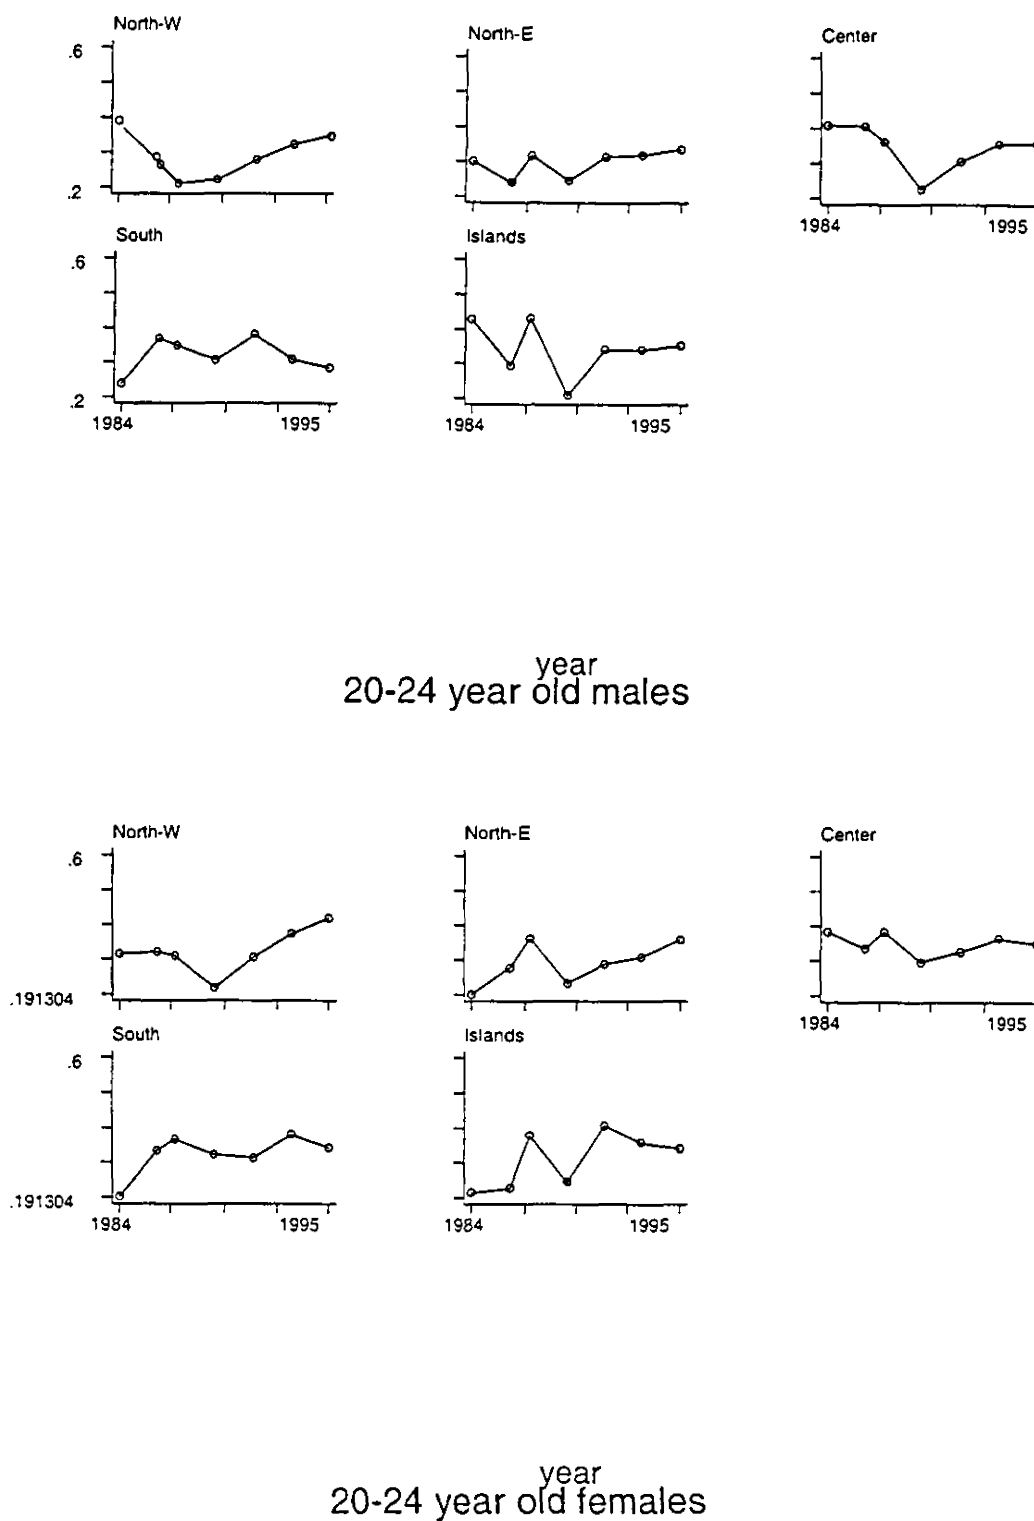 North-W
North-E
Center
.6
.2
1984 1995
South
Islands
.6
.2
1984 1995
1984 1995
year
20-24 year old males
North-W
North-E
Center
.6
.191304
1984 1995
South
Islands
.6
.191304
1984 1995
1984 1995
year
20-24 year old females